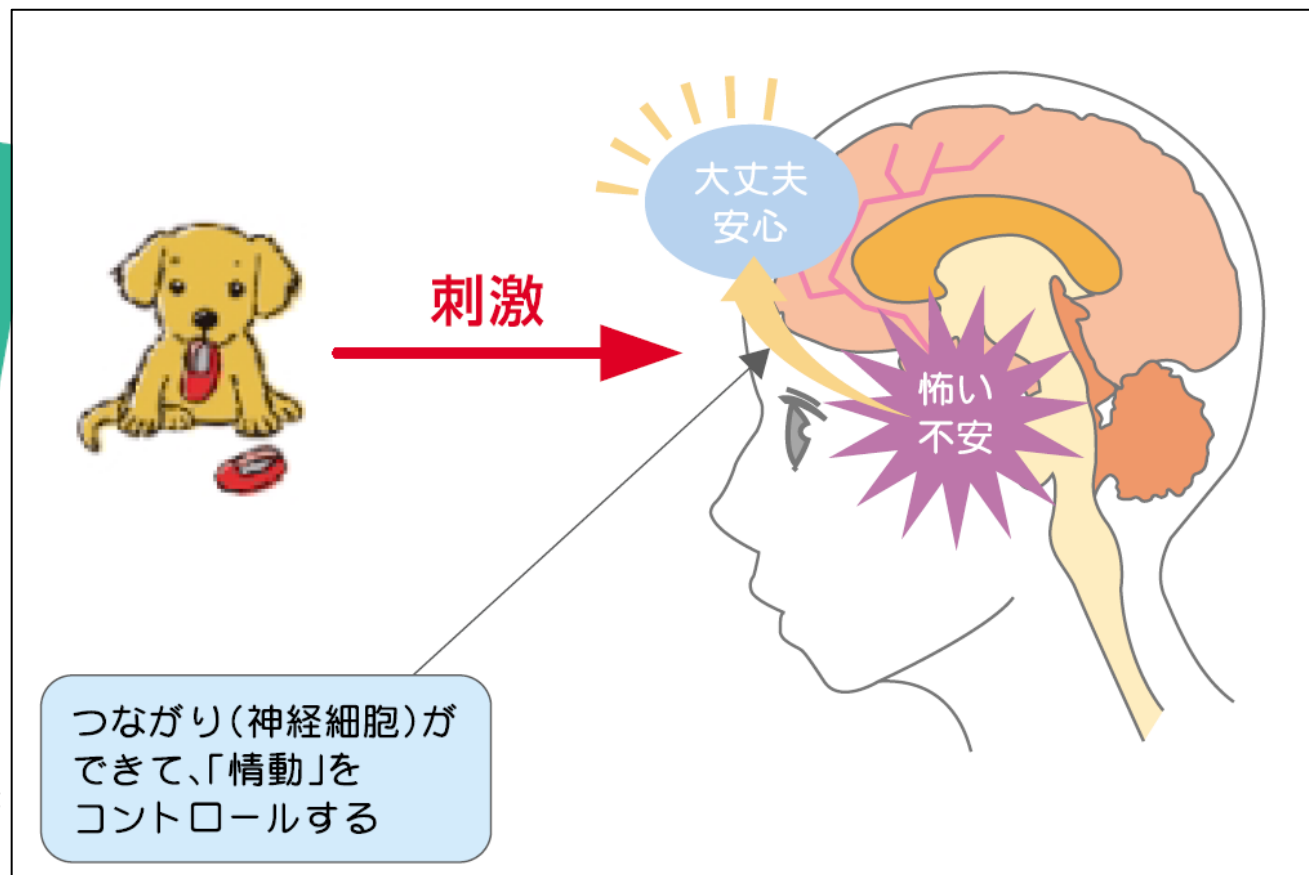 大丈夫
安心
刺激
怖い
不安
つながり(神経細胞)が
できて、「情動」を
コントロールする